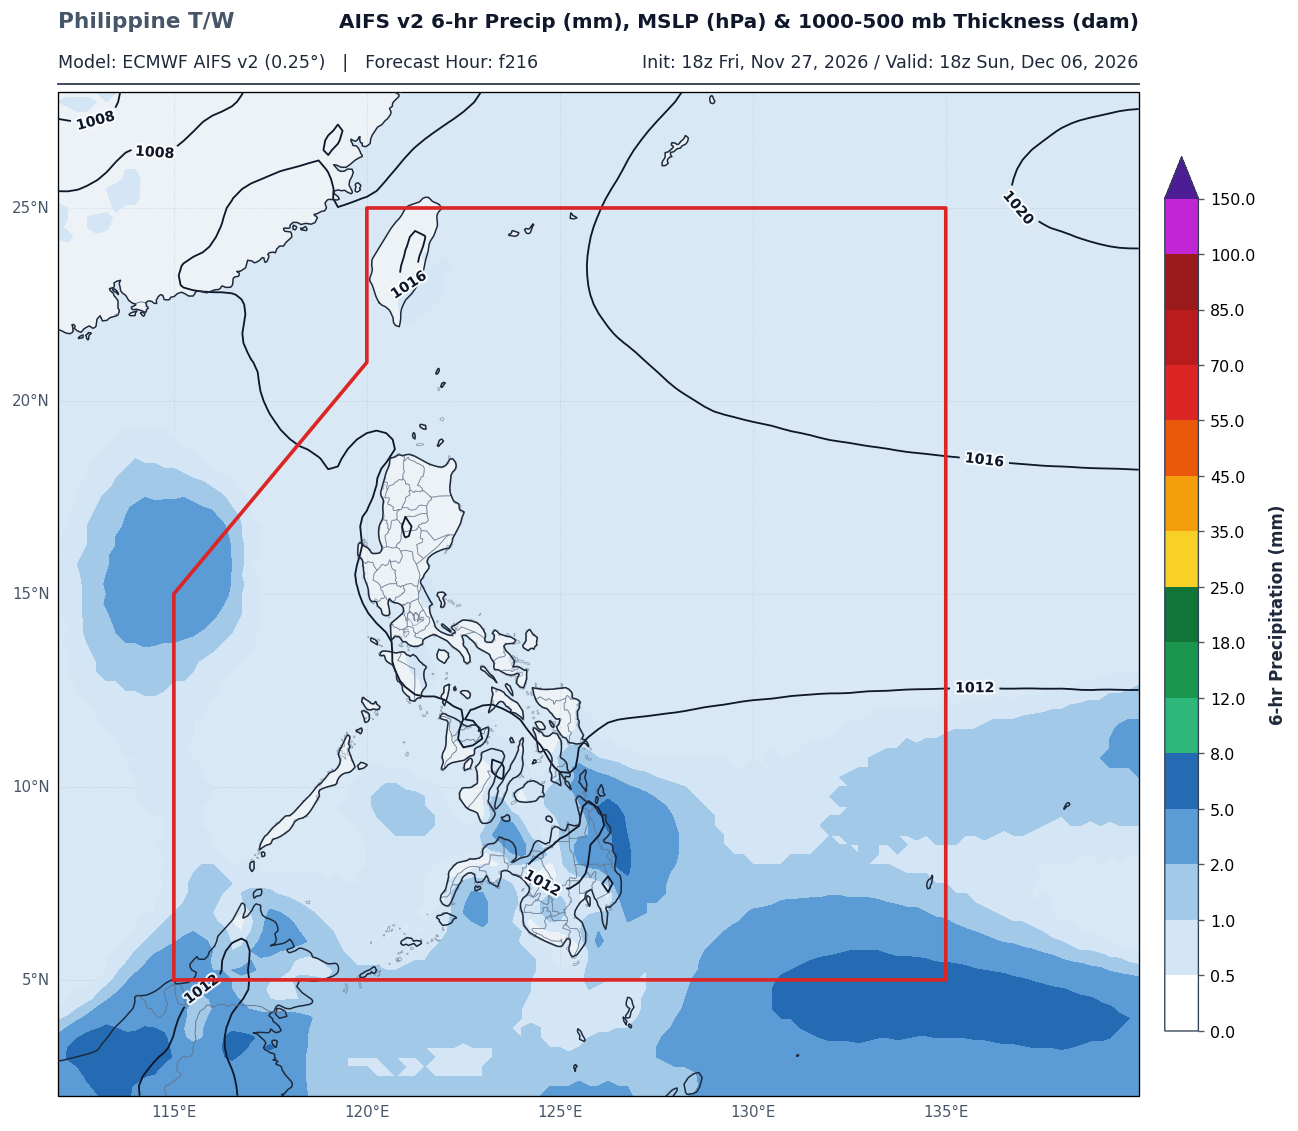 Philippine T/W
AIFS v2 6-hr Precip (mm), MSLP (hPa) & 1000-500 mb Thickness (dam)
Model: ECMWF AIFS v2 (0.25°) | Forecast Hour: f216
Init: 18z Fri, Nov 27, 2026 / Valid: 18z Sun, Dec 06, 2026
1008
1008
1020
1016
1016
1012
1012
1012
25°N
20°N
15°N
10°N
5°N
115°E
120°E
125°E
130°E
135°E
150.0
100.0
85.0
70.0
55.0
45.0
35.0
25.0
18.0
12.0
8.0
5.0
2.0
1.0
0.5
0.0
6-hr Precipitation (mm)